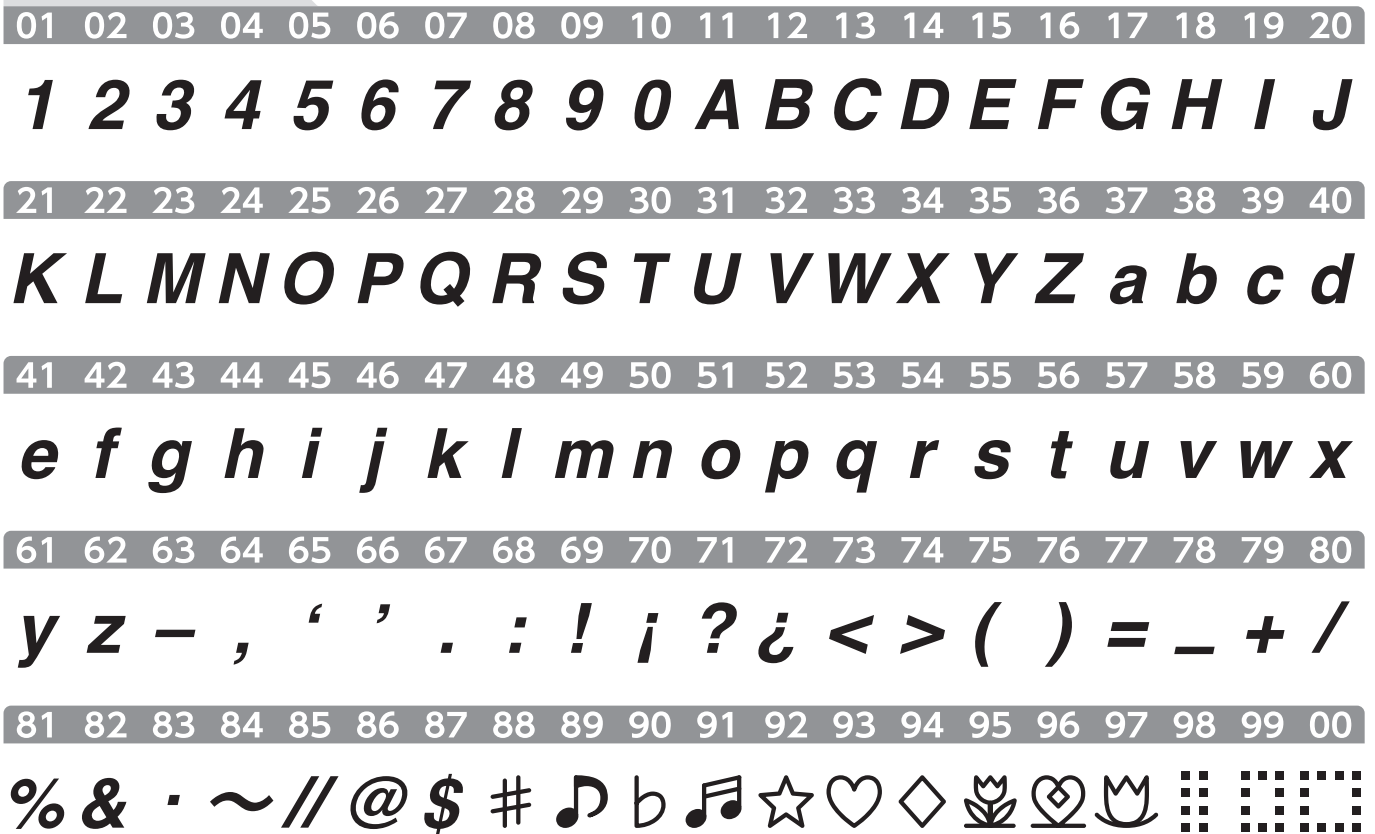 01 02 03 04 05 06 07 08 09 10 11 12 13 14 15 16 17 18 19 20
1 2 3 4 5 6 7 8 9 0 A B C D E F G H I J
21 22 23 24 25 26 27 28 29 30 31 32 33 34 35 36 37 38 39 40
K L M N O P Q R S T U V W X Y Z a b c d
41 42 43 44 45 46 47 48 49 50 51 52 53 54 55 56 57 58 59 60
e f g h i j k l m n o p q r s t u v w x
61 62 63 64 65 66 67 68 69 70 71 72 73 74 75 76 77 78 79 80
y z – , ‘ ’ . : ! ¡ ? ¿ < > ( ) = _ + /
81 82 83 84 85 86 87 88 89 90 91 92 93 94 95 96 97 98 99 00
% & · ~ // @ $ ♯ ♪ ♭ ♫ ☆ ♡ ◇